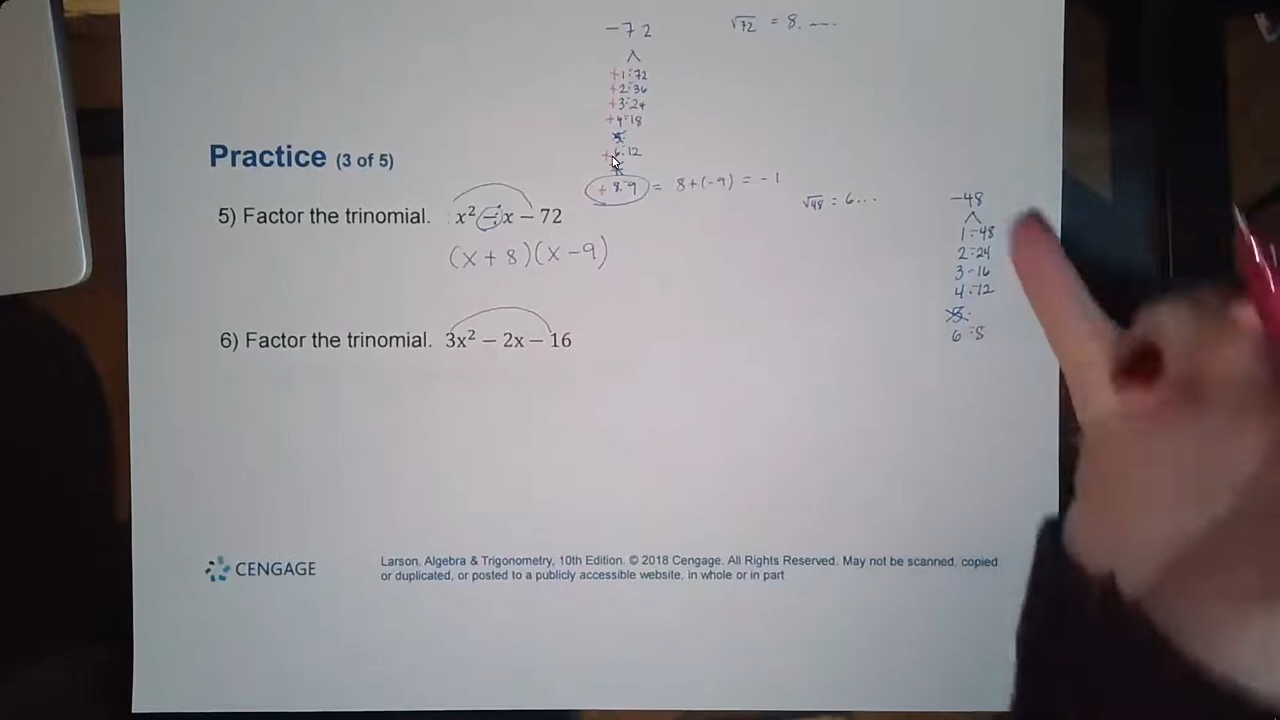 -72
√72 = 8. ....
+1 · -72
+2 · -36
+3 · -24
+4 · -18
5 ·
+6 · -12
+8 · -9 = 8+(-9) = -1
Practice (3 of 5)
5) Factor the trinomial. x² − x − 72
(x + 8)(x - 9)
√48 = 6...
-48
1 · -48
2 · -24
3 · -16
4 · -12
5 ·
6 · -8
6) Factor the trinomial. 3x² − 2x − 16
CENGAGE
Larson, Algebra & Trigonometry, 10th Edition. © 2018 Cengage. All Rights Reserved. May not be scanned, copied
or duplicated, or posted to a publicly accessible website, in whole or in part